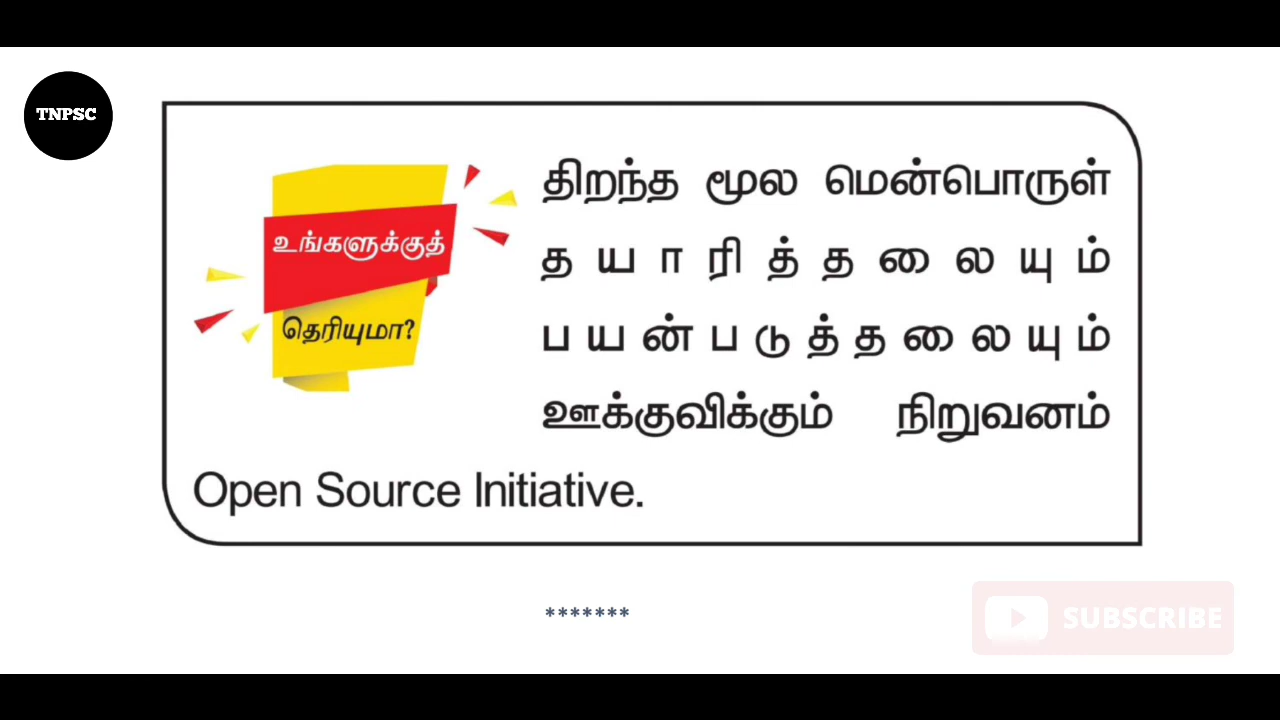 TNPSC
உங்களுக்குத்
தெரியுமா?
திறந்த மூல மென்பொருள்
தயாரித்தலையும்
பயன்படுத்தலையும்
ஊக்குவிக்கும் நிறுவனம்
Open Source Initiative.
*******
SUBSCRIBE